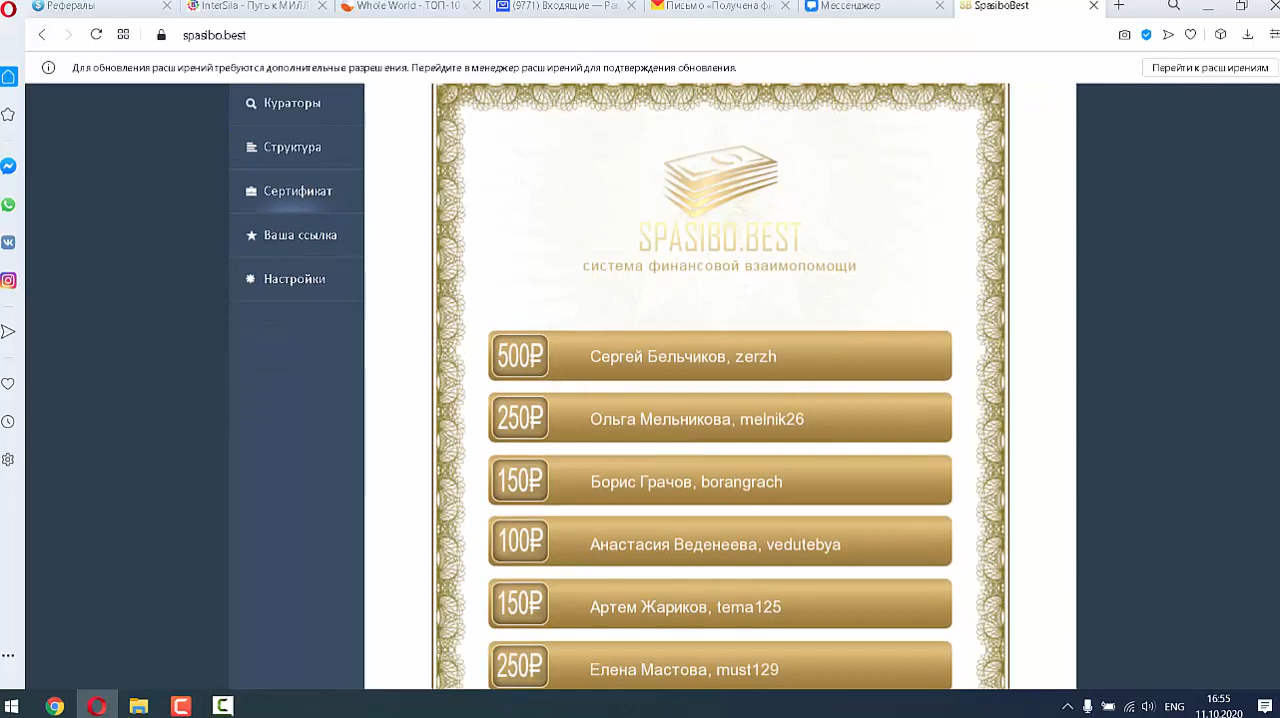 Рефералы
InterSila - Путь к МИЛЛ
Whole World - ТОП-10
(9771) Входящие — Ра
Письмо «Получена фи
Мессенджер
SpasiboBest
spasibo.best
Для обновления расширений требуются дополнительные разрешения. Перейдите в менеджер расширений для подтверждения обновления.
Перейти к расширениям
Кураторы
Структура
Сертификат
Ваша ссылка
Настройки
SPASIBO.BEST
система финансовой взаимопомощи
500₽ Сергей Бельчиков, zerzh
250₽ Ольга Мельникова, melnik26
150₽ Борис Грачов, borangrach
100₽ Анастасия Веденеева, vedutebya
150₽ Артем Жариков, tema125
250₽ Елена Мастова, must129
ENG
16:55
11.10.2020